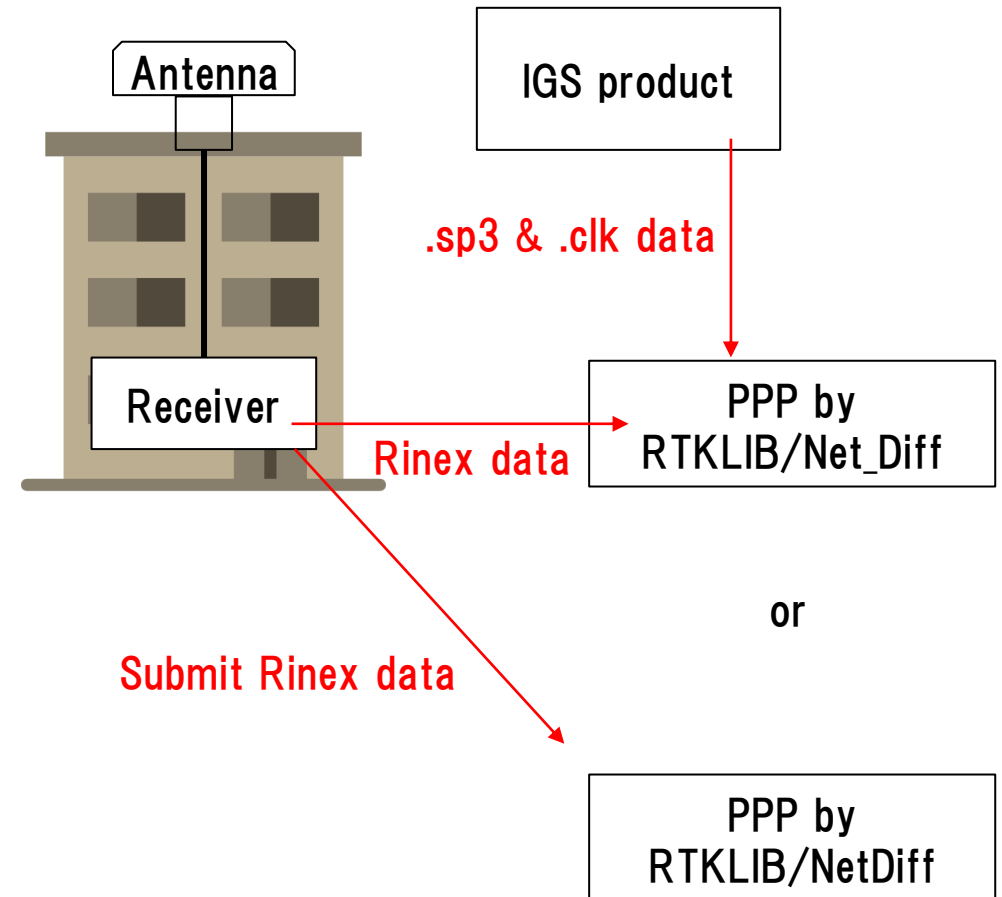 Antenna
IGS product
.sp3 & .clk data
Receiver
PPP by
RTKLIB/Net_Diff
Rinex data
or
Submit Rinex data
PPP by
RTKLIB/NetDiff